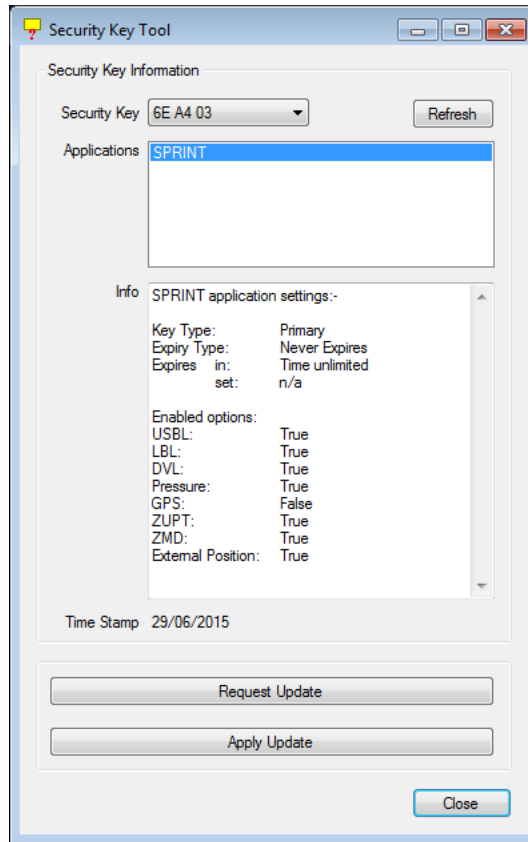 Security Key Tool
Security Key Information
Security Key 6E A4 03 Refresh
Applications SPRINT
Info SPRINT application settings:-
Key Type: Primary
Expiry Type: Never Expires
Expires in: Time unlimited
set: n/a
Enabled options:
USBL: True
LBL: True
DVL: True
Pressure: True
GPS: False
ZUPT: True
ZMD: True
External Position: True
Time Stamp 29/06/2015
Request Update
Apply Update
Close